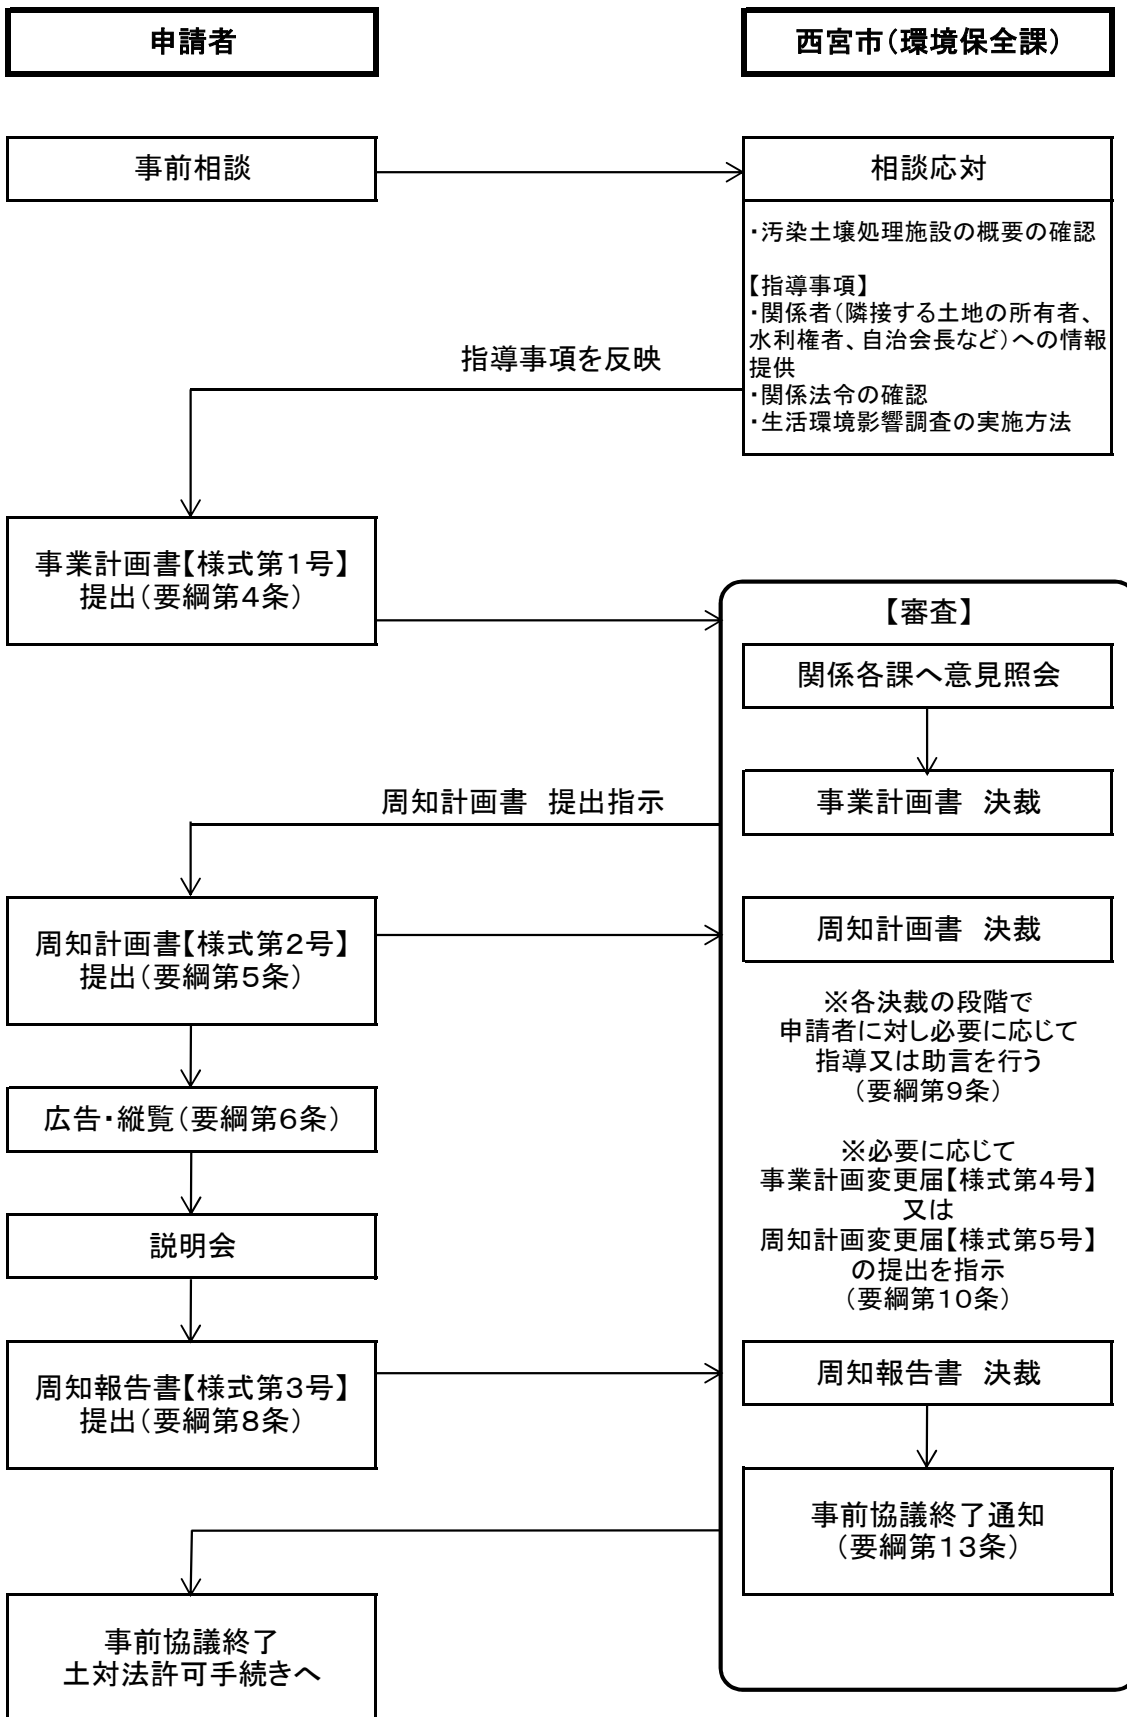 申請者
西宮市（環境保全課）
事前相談
相談応対
・汚染土壌処理施設の概要の確認
【指導事項】
・関係者（隣接する土地の所有者、
水利権者、自治会長など）への情報
提供
・関係法令の確認
・生活環境影響調査の実施方法
指導事項を反映
事業計画書【様式第１号】
提出（要綱第４条）
【審査】
関係各課へ意見照会
事業計画書　決裁
周知計画書　提出指示
周知計画書【様式第２号】
提出（要綱第５条）
周知計画書　決裁
※各決裁の段階で
申請者に対し必要に応じて
指導又は助言を行う
（要綱第９条）
広告・縦覧（要綱第６条）
※必要に応じて
事業計画変更届【様式第４号】
又は
周知計画変更届【様式第５号】
の提出を指示
（要綱第１０条）
説明会
周知報告書【様式第３号】
提出（要綱第８条）
周知報告書　決裁
事前協議終了通知
（要綱第１３条）
事前協議終了
土対法許可手続きへ